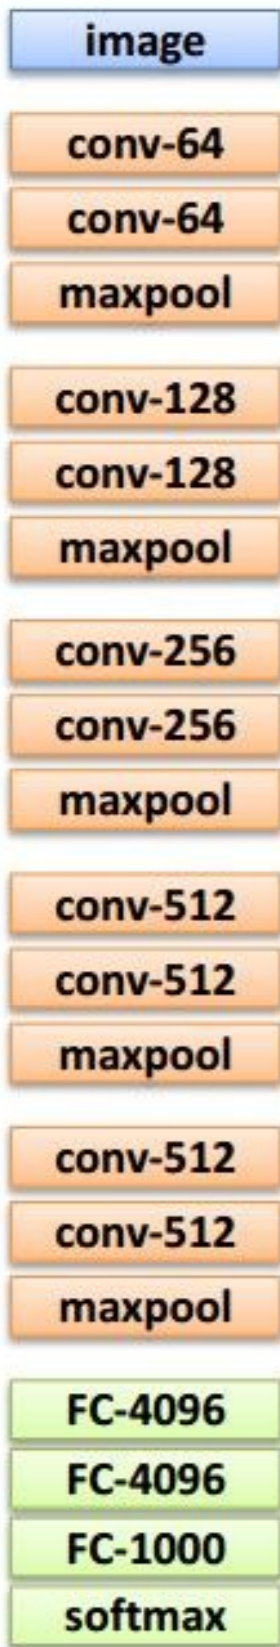 image
conv-64
conv-64
maxpool
conv-128
conv-128
maxpool
conv-256
conv-256
maxpool
conv-512
conv-512
maxpool
conv-512
conv-512
maxpool
FC-4096
FC-4096
FC-1000
softmax